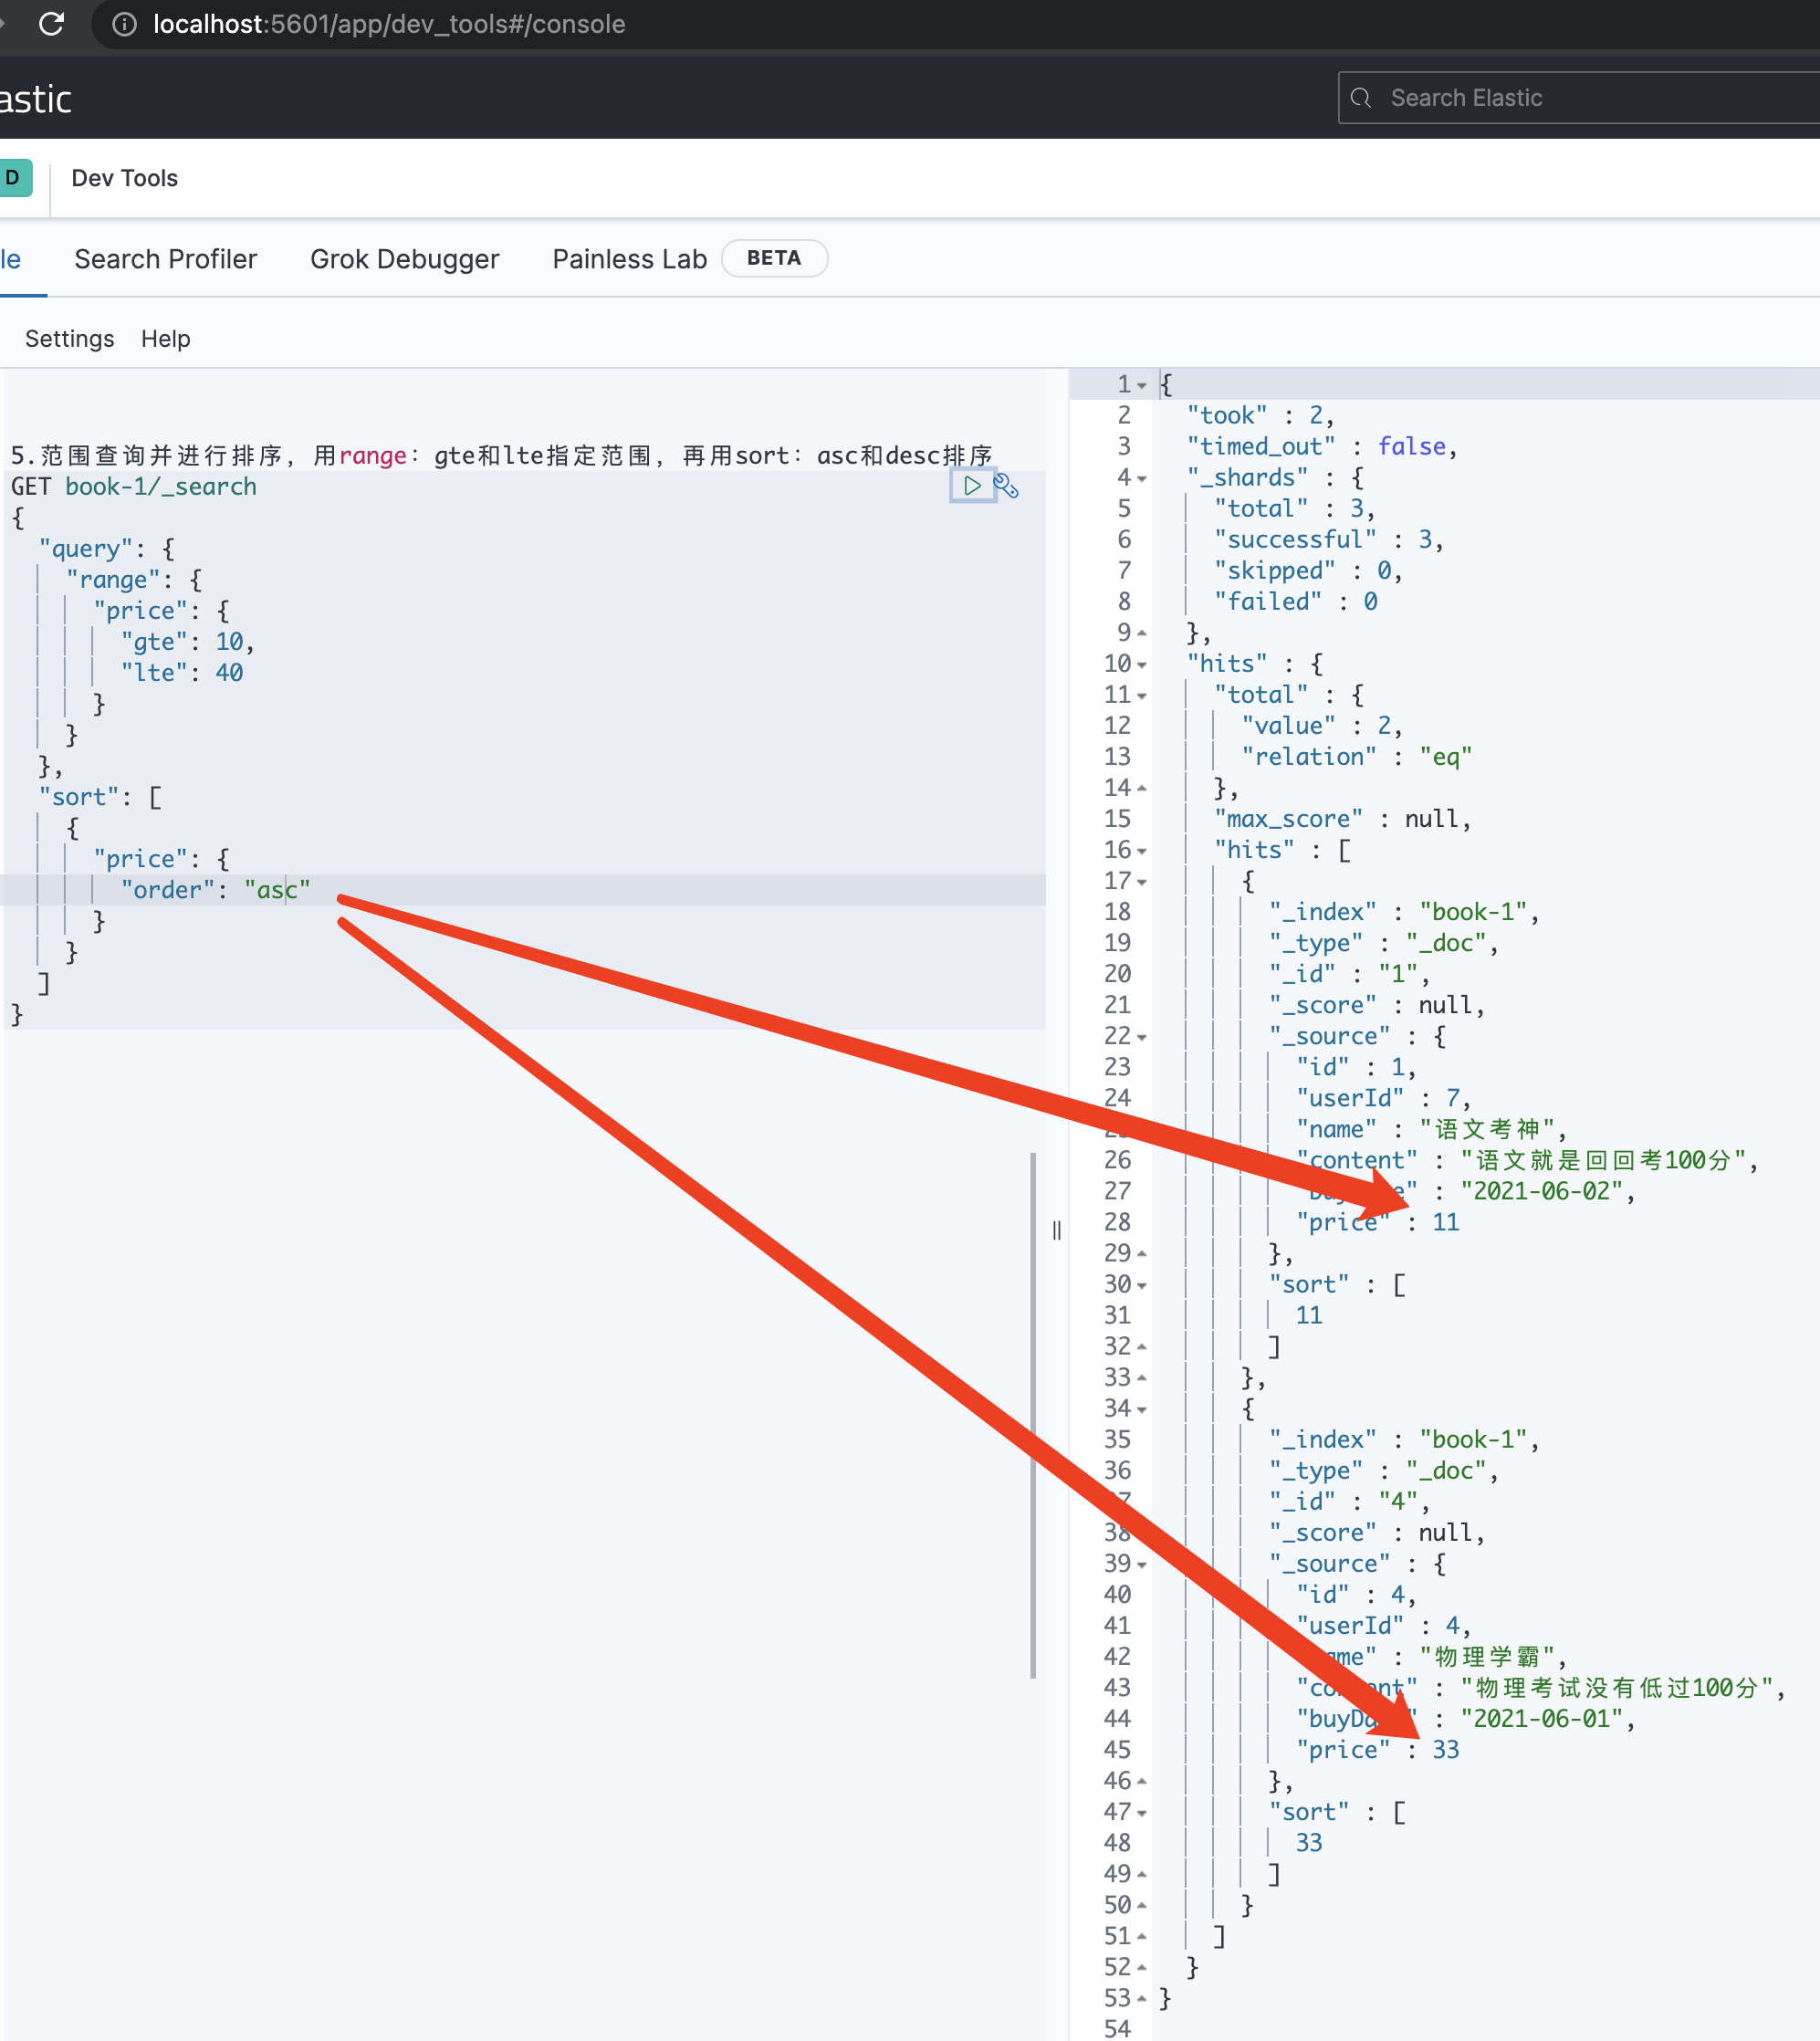 localhost:5601/app/dev_tools#/console
astic
Search Elastic
D
Dev Tools
le
Search Profiler
Grok Debugger
Painless Lab
BETA
Settings
Help
5.范围查询并进行排序, 用range: gte和lte指定范围, 再用sort: asc和desc排序
GET book-1/_search
{
"query": {
"range": {
"price": {
"gte": 10,
"lte": 40
}
}
},
"sort": [
{
"price": {
"order": "asc"
}
}
]
}
1 {
2 "took" : 2,
3 "timed_out" : false,
4 "_shards" : {
5 "total" : 3,
6 "successful" : 3,
7 "skipped" : 0,
8 "failed" : 0
9 },
10 "hits" : {
11 "total" : {
12 "value" : 2,
13 "relation" : "eq"
14 },
15 "max_score" : null,
16 "hits" : [
17 {
18 "_index" : "book-1",
19 "_type" : "_doc",
20 "_id" : "1",
21 "_score" : null,
22 "_source" : {
23 "id" : 1,
24 "userId" : 7,
"name" : "语文考神",
26 "content" : "语文就是回回考100分",
27 : "2021-06-02",
28 "price" : 11
29 },
30 "sort" : [
31 11
32 ]
33 },
34 {
35 "_index" : "book-1",
36 "_type" : "_doc",
"_id" : "4",
38 "_score" : null,
39 "_source" : {
40 "id" : 4,
41 "userId" : 4,
42 : "物理学霸",
43 "content" : "物理考试没有低过100分",
44 "buyDate" : "2021-06-01",
45 "price" : 33
46 },
47 "sort" : [
48 33
49 ]
50 }
51 ]
52 }
53 }
54